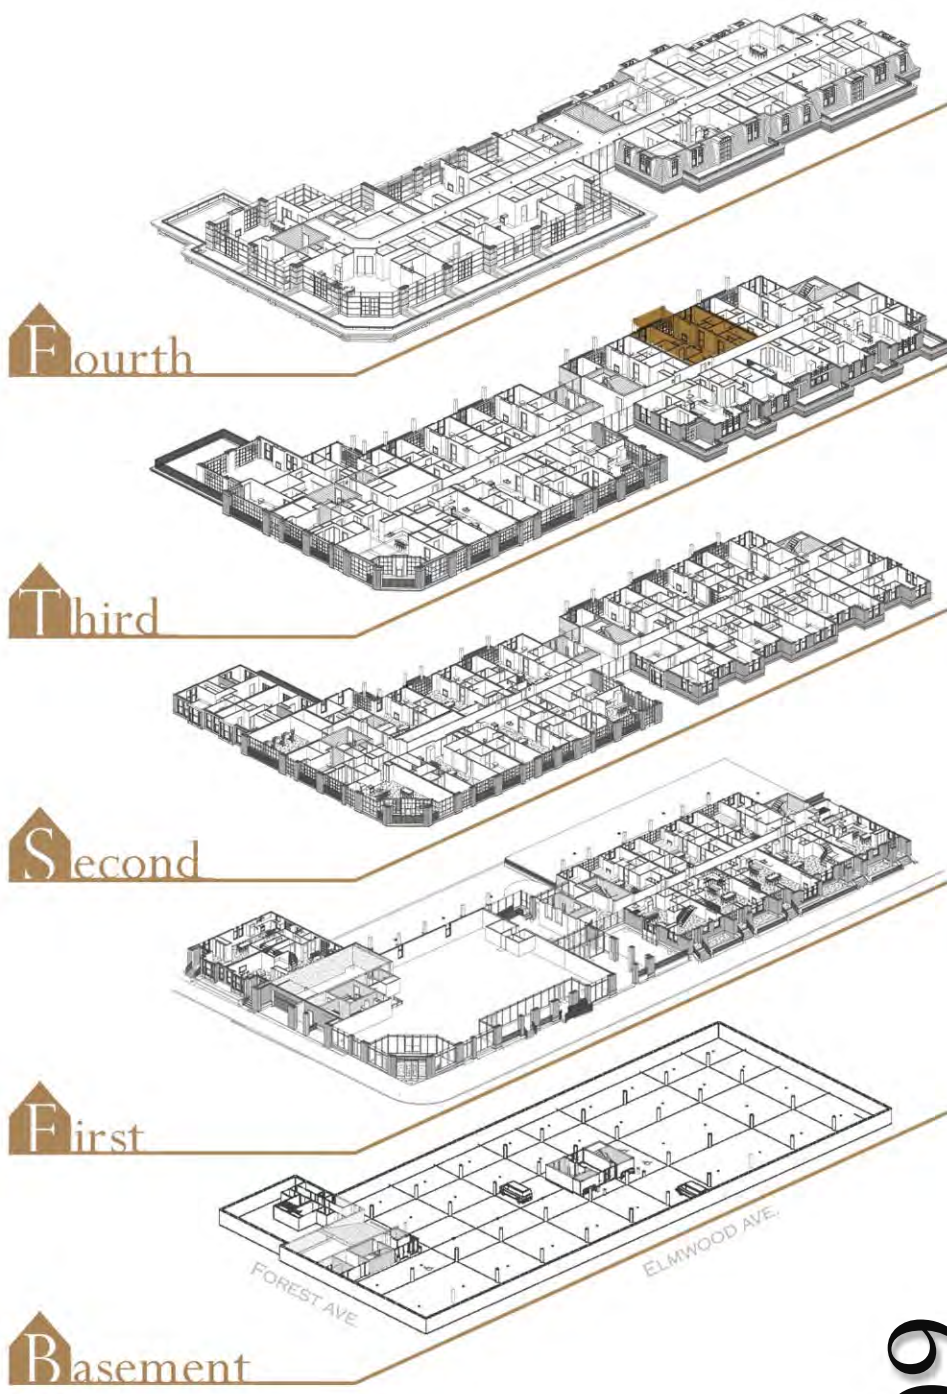 Fourth
Third
Second
First
FOREST AVE.
ELMWOOD AVE.
Basement